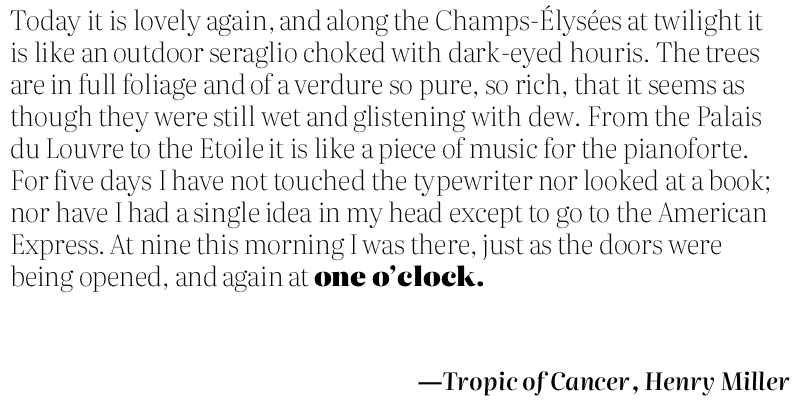 Today it is lovely again, and along the Champs-Élysées at twilight it
is like an outdoor seraglio choked with dark-eyed houris. The trees
are in full foliage and of a verdure so pure, so rich, that it seems as
though they were still wet and glistening with dew. From the Palais
du Louvre to the Etoile it is like a piece of music for the pianoforte.
For five days I have not touched the typewriter nor looked at a book;
nor have I had a single idea in my head except to go to the American
Express. At nine this morning I was there, just as the doors were
being opened, and again at one o’clock.
—Tropic of Cancer, Henry Miller